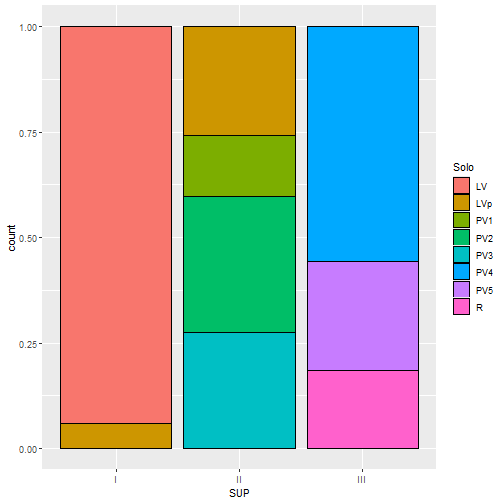 1.00
0.75
0.50
0.25
0.00
count
I
II
III
SUP
Solo
LV
LVp
PV1
PV2
PV3
PV4
PV5
R